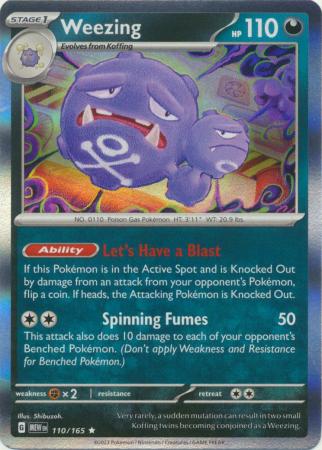 STAGE 1 Weezing HP 110
Evolves from Koffing
NO. 0110 Poison Gas Pokémon HT: 3'11" WT: 20.9 lbs.
Ability Let's Have a Blast
If this Pokémon is in the Active Spot and is Knocked Out
by damage from an attack from your opponent's Pokémon,
flip a coin. If heads, the Attacking Pokémon is Knocked Out.
Spinning Fumes 50
This attack also does 10 damage to each of your opponent's
Benched Pokémon. (Don't apply Weakness and Resistance
for Benched Pokémon.)
weakness ×2 resistance retreat
Illus. Shibuzoh.
G MEW EN 110/165 ★
Very rarely, a sudden mutation can result in two small
Koffing twins becoming conjoined as a Weezing.
©2023 Pokémon / Nintendo / Creatures / GAME FREAK